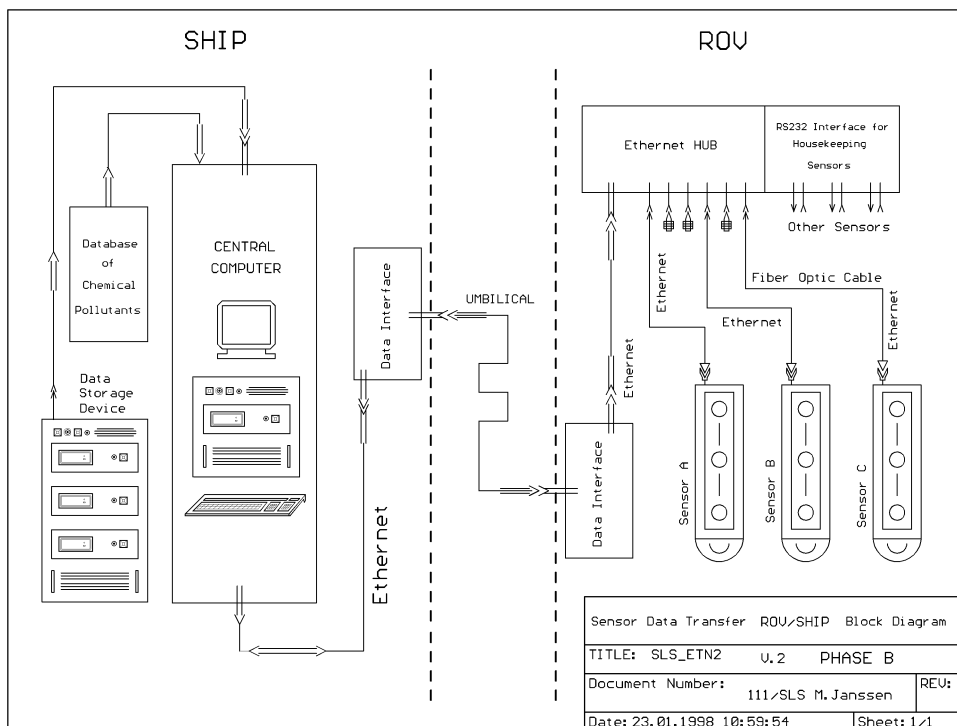 SHIP
ROV
Database
of
Chemical
Pollutants
CENTRAL
COMPUTER
Data
Storage
Device
Data Interface
Ethernet
UMBILICAL
Ethernet HUB
RS232 Interface for
Housekeeping
Sensors
Other Sensors
Fiber Optic Cable
Ethernet
Ethernet
Ethernet
Ethernet
Data Interface
Sensor A
Sensor B
Sensor C
Sensor Data Transfer ROV/SHIP Block Diagram
TITLE: SLS_ETN2 V.2 PHASE B
Document Number: 111/SLS M.Janssen
REV:
Date: 23.01.1998 10:59:54
Sheet: 1/1